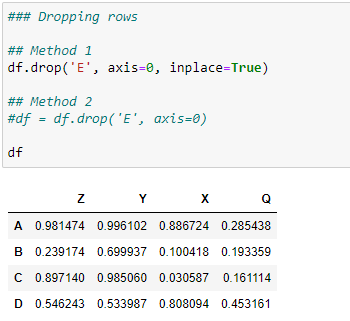 ### Dropping rows
## Method 1
df.drop('E', axis=0, inplace=True)
## Method 2
#df = df.drop('E', axis=0)
df
Z Y X Q
A 0.981474 0.996102 0.886724 0.285438
B 0.239174 0.699937 0.100418 0.193359
C 0.897140 0.985060 0.030587 0.161114
D 0.546243 0.533987 0.808094 0.453161